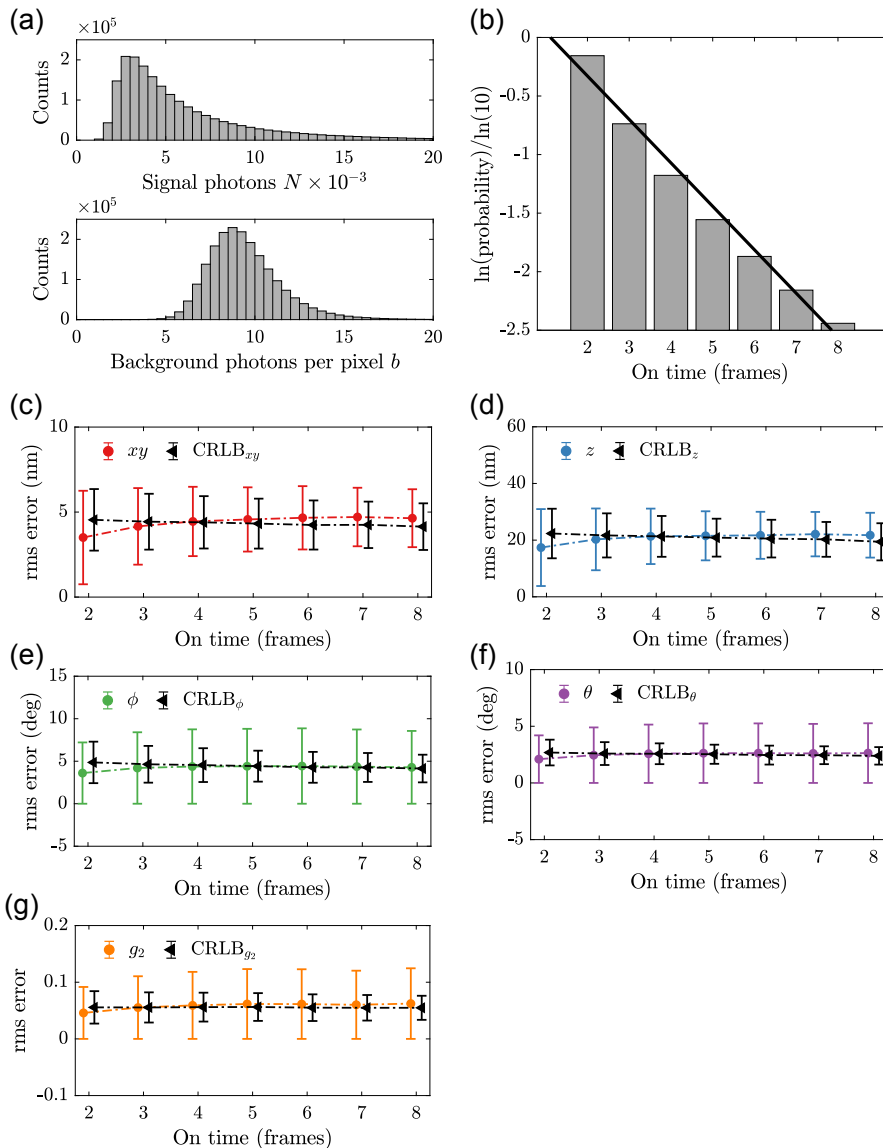 (a)
×10⁵
2
1
0
Counts
5 10 15 20
Signal photons N × 10⁻³
×10⁵
2
1
0
Counts
0 5 10 15 20
Background photons per pixel b
(b)
0
-0.5
-1
-1.5
-2
-2.5
ln(probability)/ln(10)
2 3 4 5 6 7 8
On time (frames)
(c)
10
5
0
rms error (nm)
xy CRLB_xy
2 3 4 5 6 7 8
On time (frames)
(d)
60
40
20
0
rms error (nm)
z CRLB_z
2 3 4 5 6 7 8
On time (frames)
(e)
15
10
5
0
-5
rms error (deg)
ϕ CRLB_ϕ
2 3 4 5 6 7 8
On time (frames)
(f)
10
5
0
-5
rms error (deg)
θ CRLB_θ
2 3 4 5 6 7 8
On time (frames)
(g)
0.2
0.1
0
-0.1
rms error
g₂ CRLB_g₂
2 3 4 5 6 7 8
On time (frames)